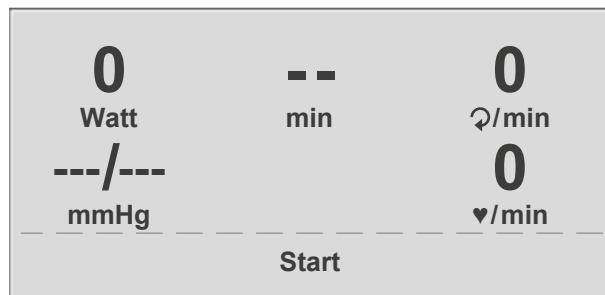 0 -- 0
Watt min ↻/min
---/--- 0
mmHg ♥/min
Start